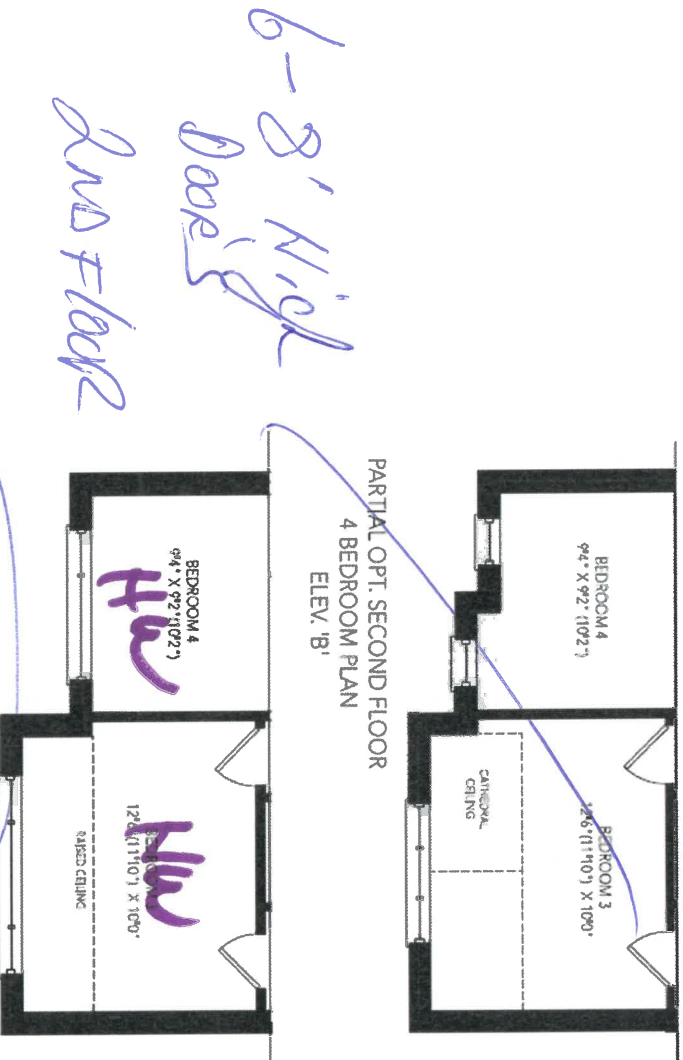 6-8' High
Door's
2ND Floor
BEDROOM 4
9'4" X 9'2" (10'2")
BEDROOM 3
12'6" (11'10") X 10'0"
CATHEDRAL
CEILING
PARTIAL OPT. SECOND FLOOR
4 BEDROOM PLAN
ELEV. 'B'
BEDROOM 4
9'4" X 9'2" (10'2")
HW
BEDROOM
12'6" (11'10") X 10'0"
HW
RAISED CEILING